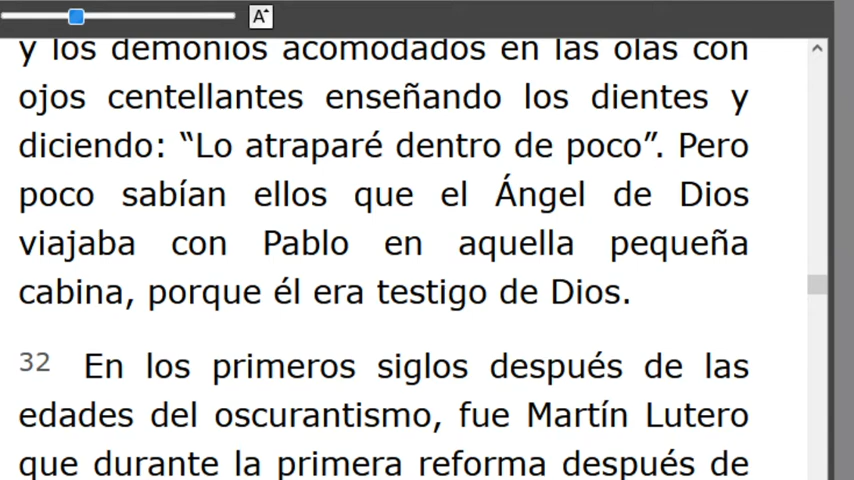 A
y los demonios acomodados en las olas con
ojos centellantes enseñando los dientes y
diciendo: “Lo atraparé dentro de poco”. Pero
poco sabían ellos que el Ángel de Dios
viajaba con Pablo en aquella pequeña
cabina, porque él era testigo de Dios.
32 En los primeros siglos después de las
edades del oscurantismo, fue Martín Lutero
que durante la primera reforma después de